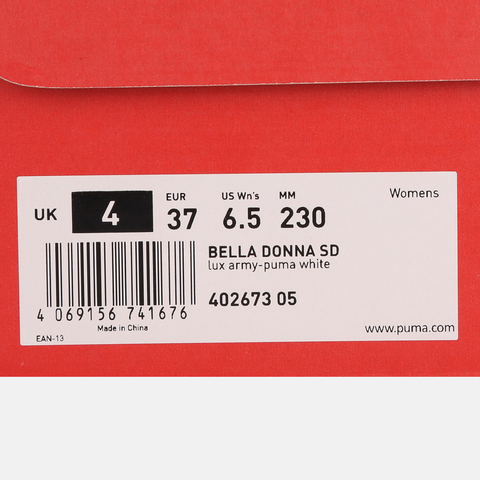 Womens
UK 4
EUR 37
US Wn's 6.5
MM 230
BELLA DONNA SD
lux army-puma white
402673 05
4 069156 741676
Made in China
EAN-13
www.puma.com